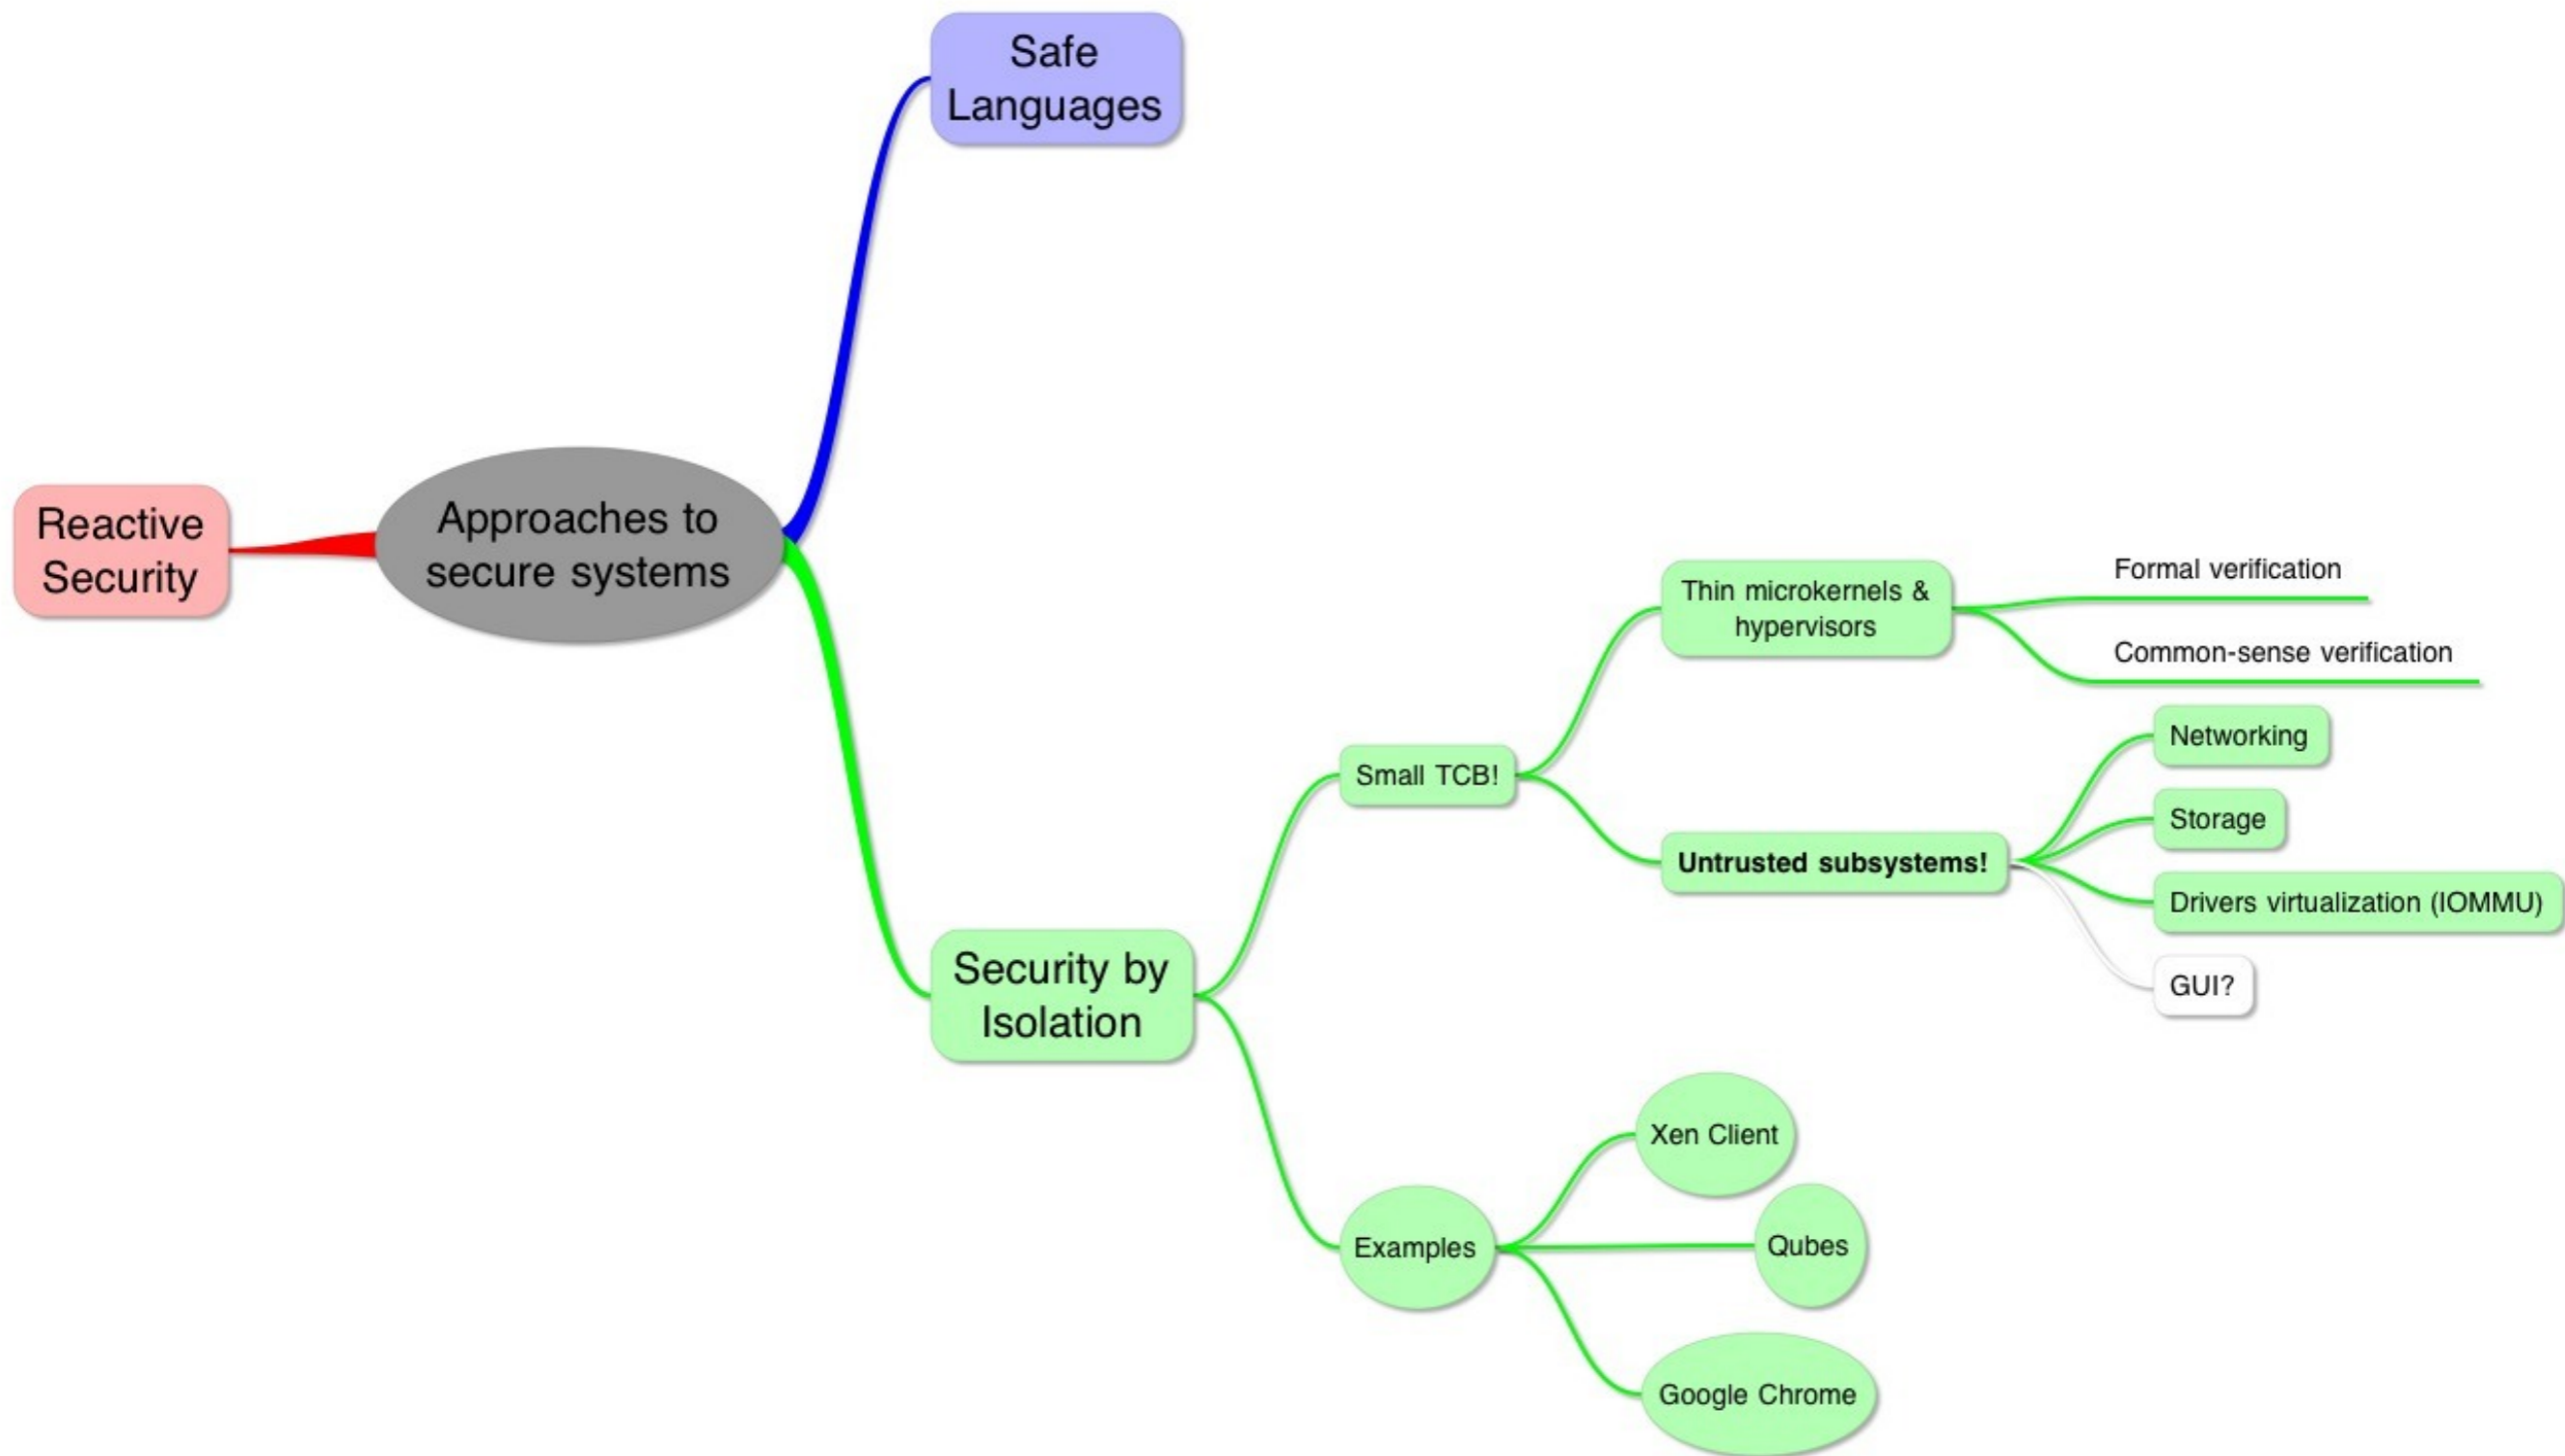 Safe
Languages
Reactive
Security
Approaches to
secure systems
Security by
Isolation
Small TCB!
Thin microkernels &
hypervisors
Formal verification
Common-sense verification
Untrusted subsystems!
Networking
Storage
Drivers virtualization (IOMMU)
GUI?
Examples
Xen Client
Qubes
Google Chrome